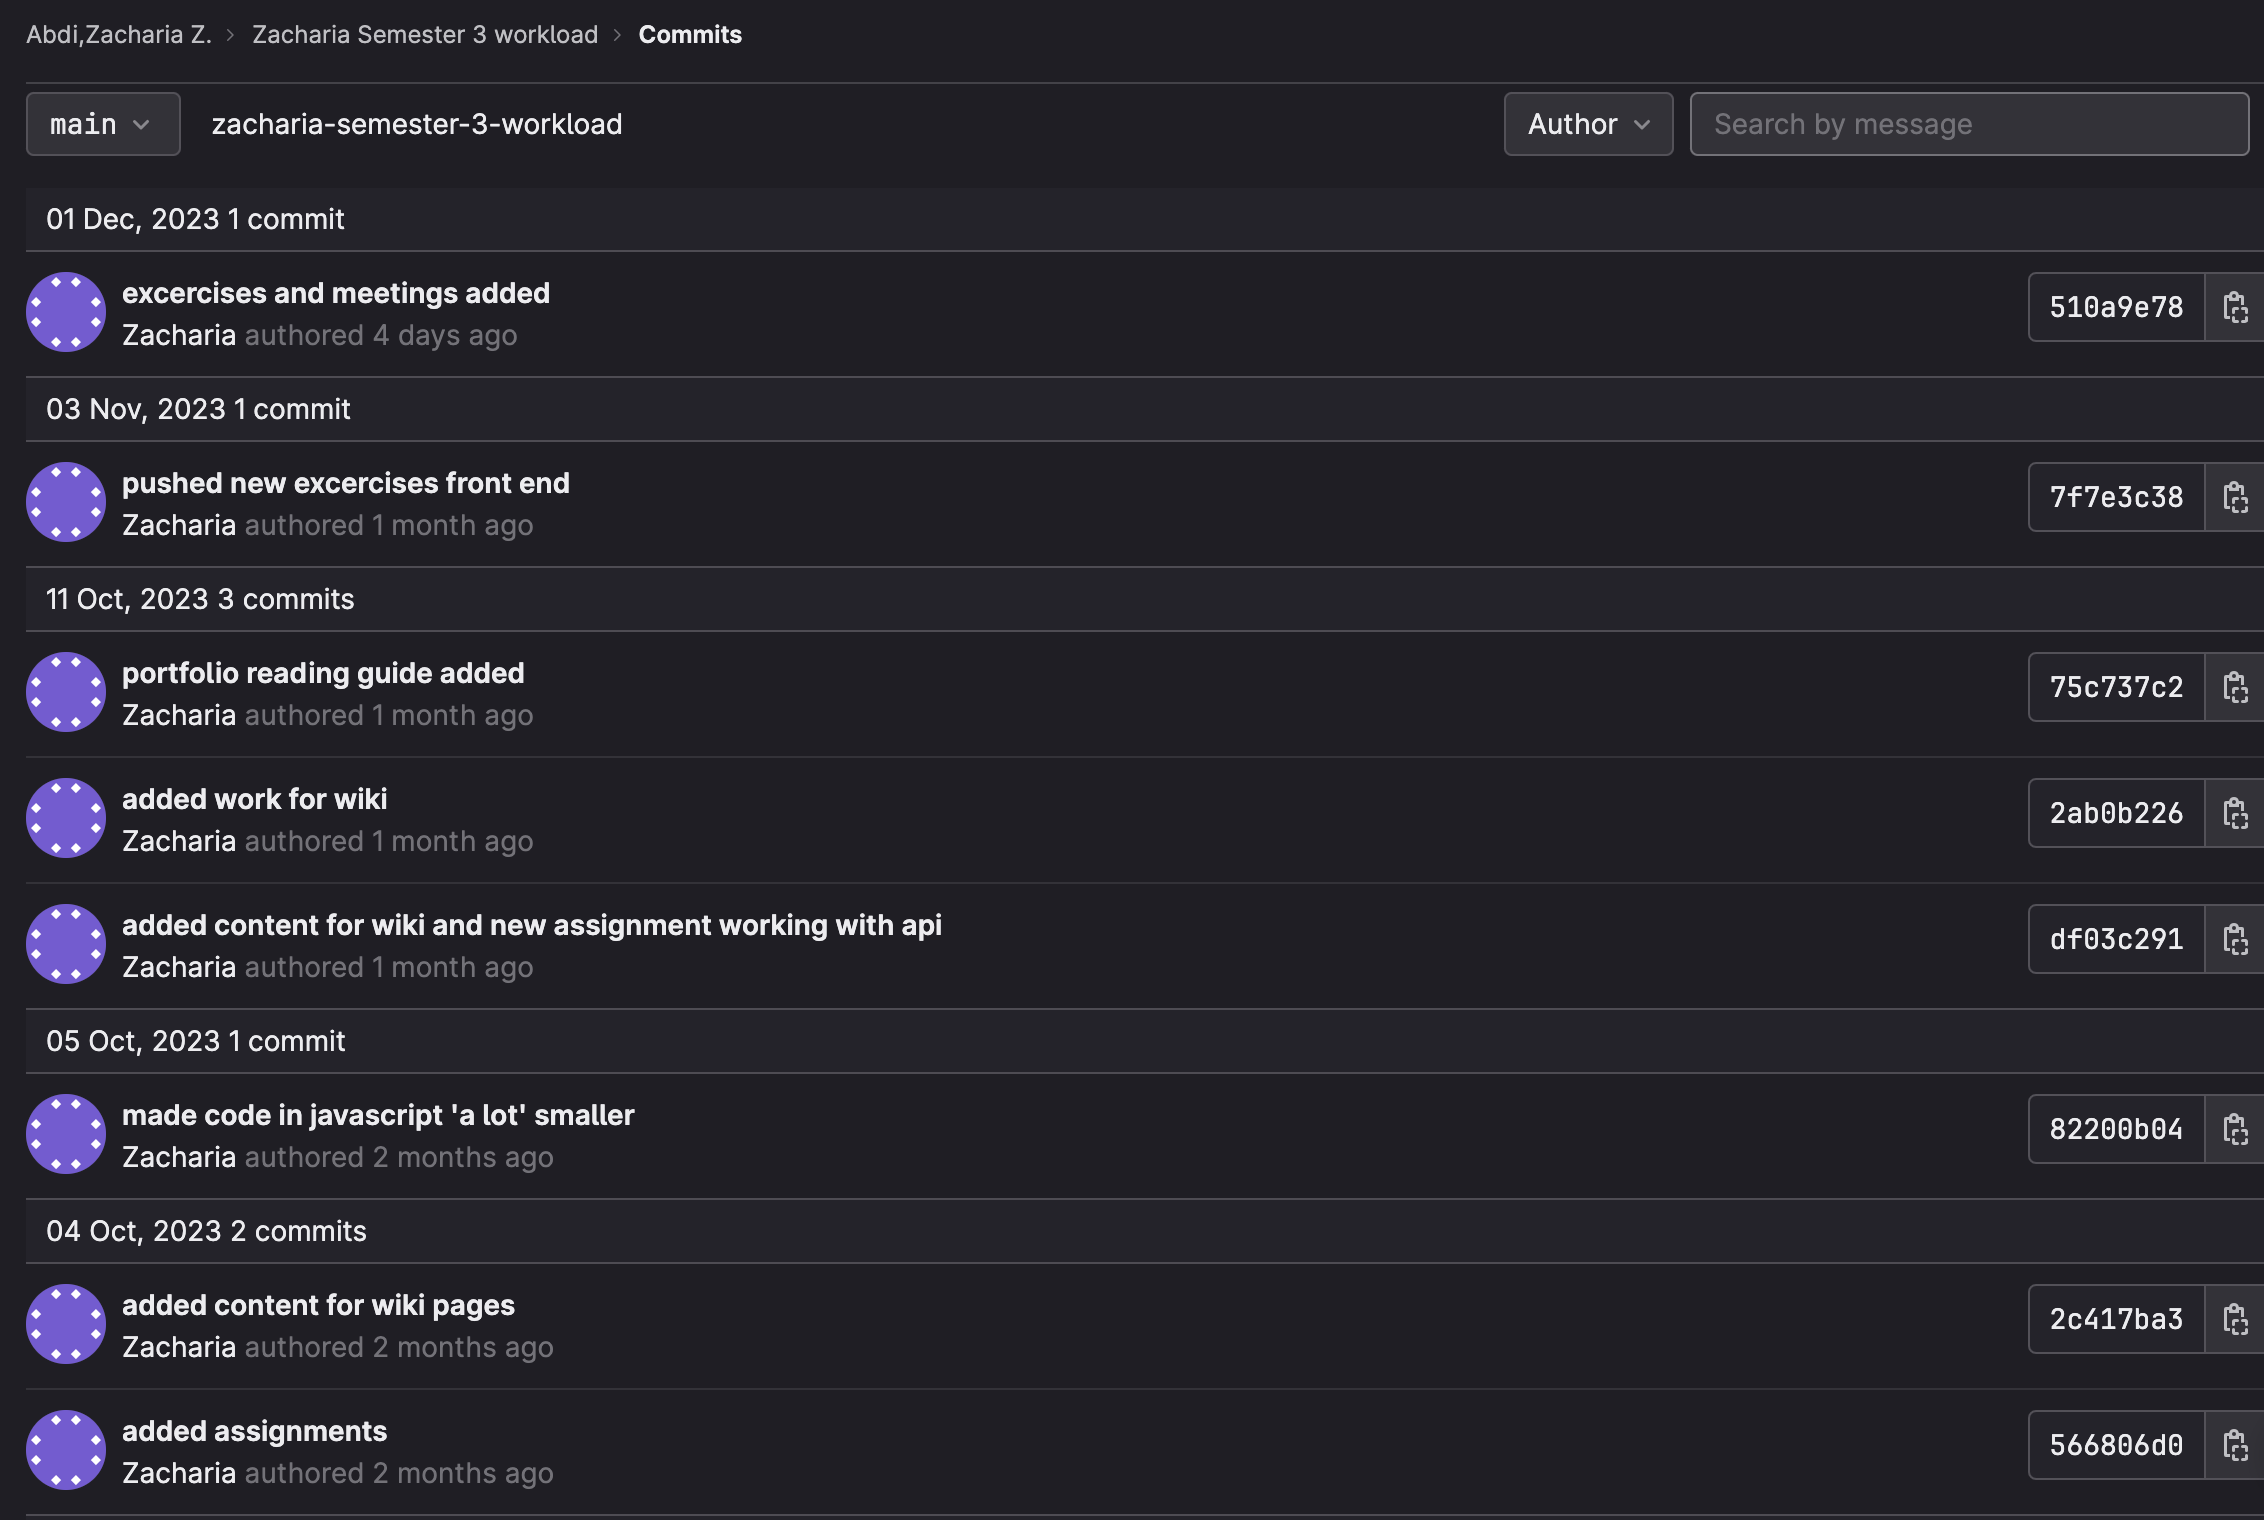 Abdi,Zacharia Z. > Zacharia Semester 3 workload > Commits
main zacharia-semester-3-workload Author Search by message
01 Dec, 2023 1 commit
excercises and meetings added
Zacharia authored 4 days ago
510a9e78
03 Nov, 2023 1 commit
pushed new excercises front end
Zacharia authored 1 month ago
7f7e3c38
11 Oct, 2023 3 commits
portfolio reading guide added
Zacharia authored 1 month ago
75c737c2
added work for wiki
Zacharia authored 1 month ago
2ab0b226
added content for wiki and new assignment working with api
Zacharia authored 1 month ago
df03c291
05 Oct, 2023 1 commit
made code in javascript 'a lot' smaller
Zacharia authored 2 months ago
82200b04
04 Oct, 2023 2 commits
added content for wiki pages
Zacharia authored 2 months ago
2c417ba3
added assignments
Zacharia authored 2 months ago
566806d0